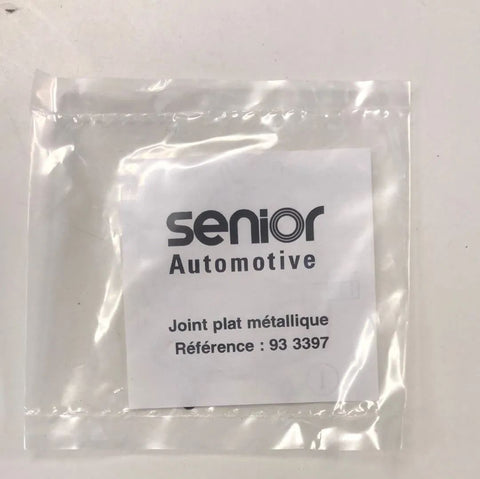 senior
Automotive
Joint plat métallique
Référence : 93 3397